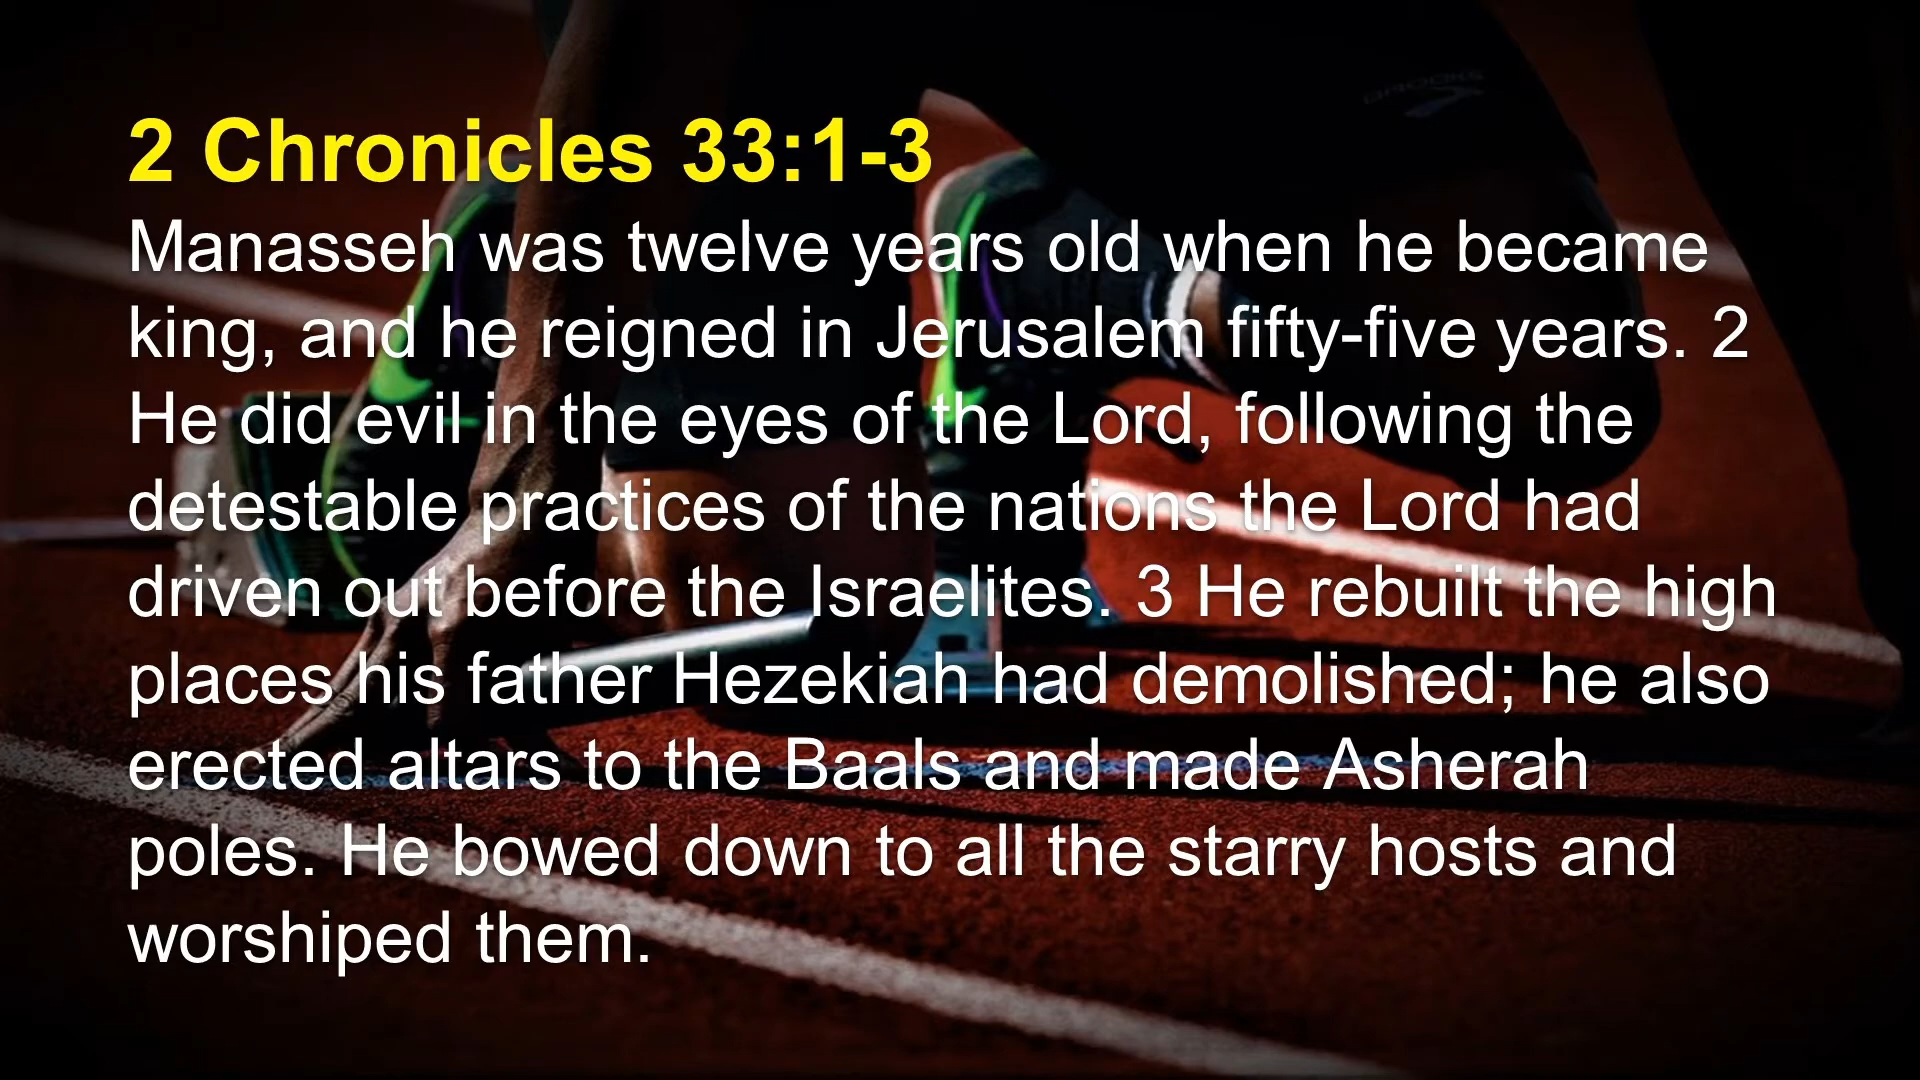 BROOKS
2 Chronicles 33:1-3
Manasseh was twelve years old when he became
king, and he reigned in Jerusalem fifty-five years. 2
He did evil in the eyes of the Lord, following the
detestable practices of the nations the Lord had
driven out before the Israelites. 3 He rebuilt the high
places his father Hezekiah had demolished; he also
erected altars to the Baals and made Asherah
poles. He bowed down to all the starry hosts and
worshiped them.